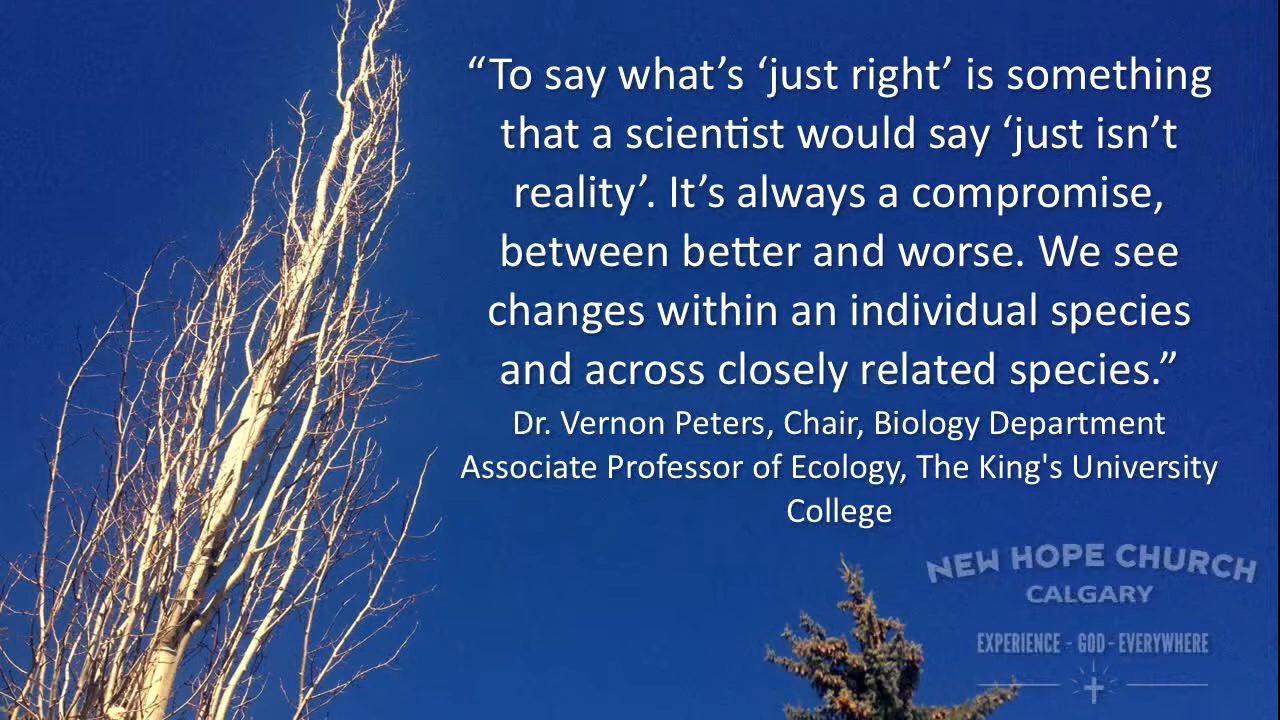 “To say what’s ‘just right’ is something
that a scientist would say ‘just isn’t
reality’. It’s always a compromise,
between better and worse. We see
changes within an individual species
and across closely related species.”
Dr. Vernon Peters, Chair, Biology Department
Associate Professor of Ecology, The King's University
College
NEW HOPE CHURCH
CALGARY
EXPERIENCE - GOD - EVERYWHERE